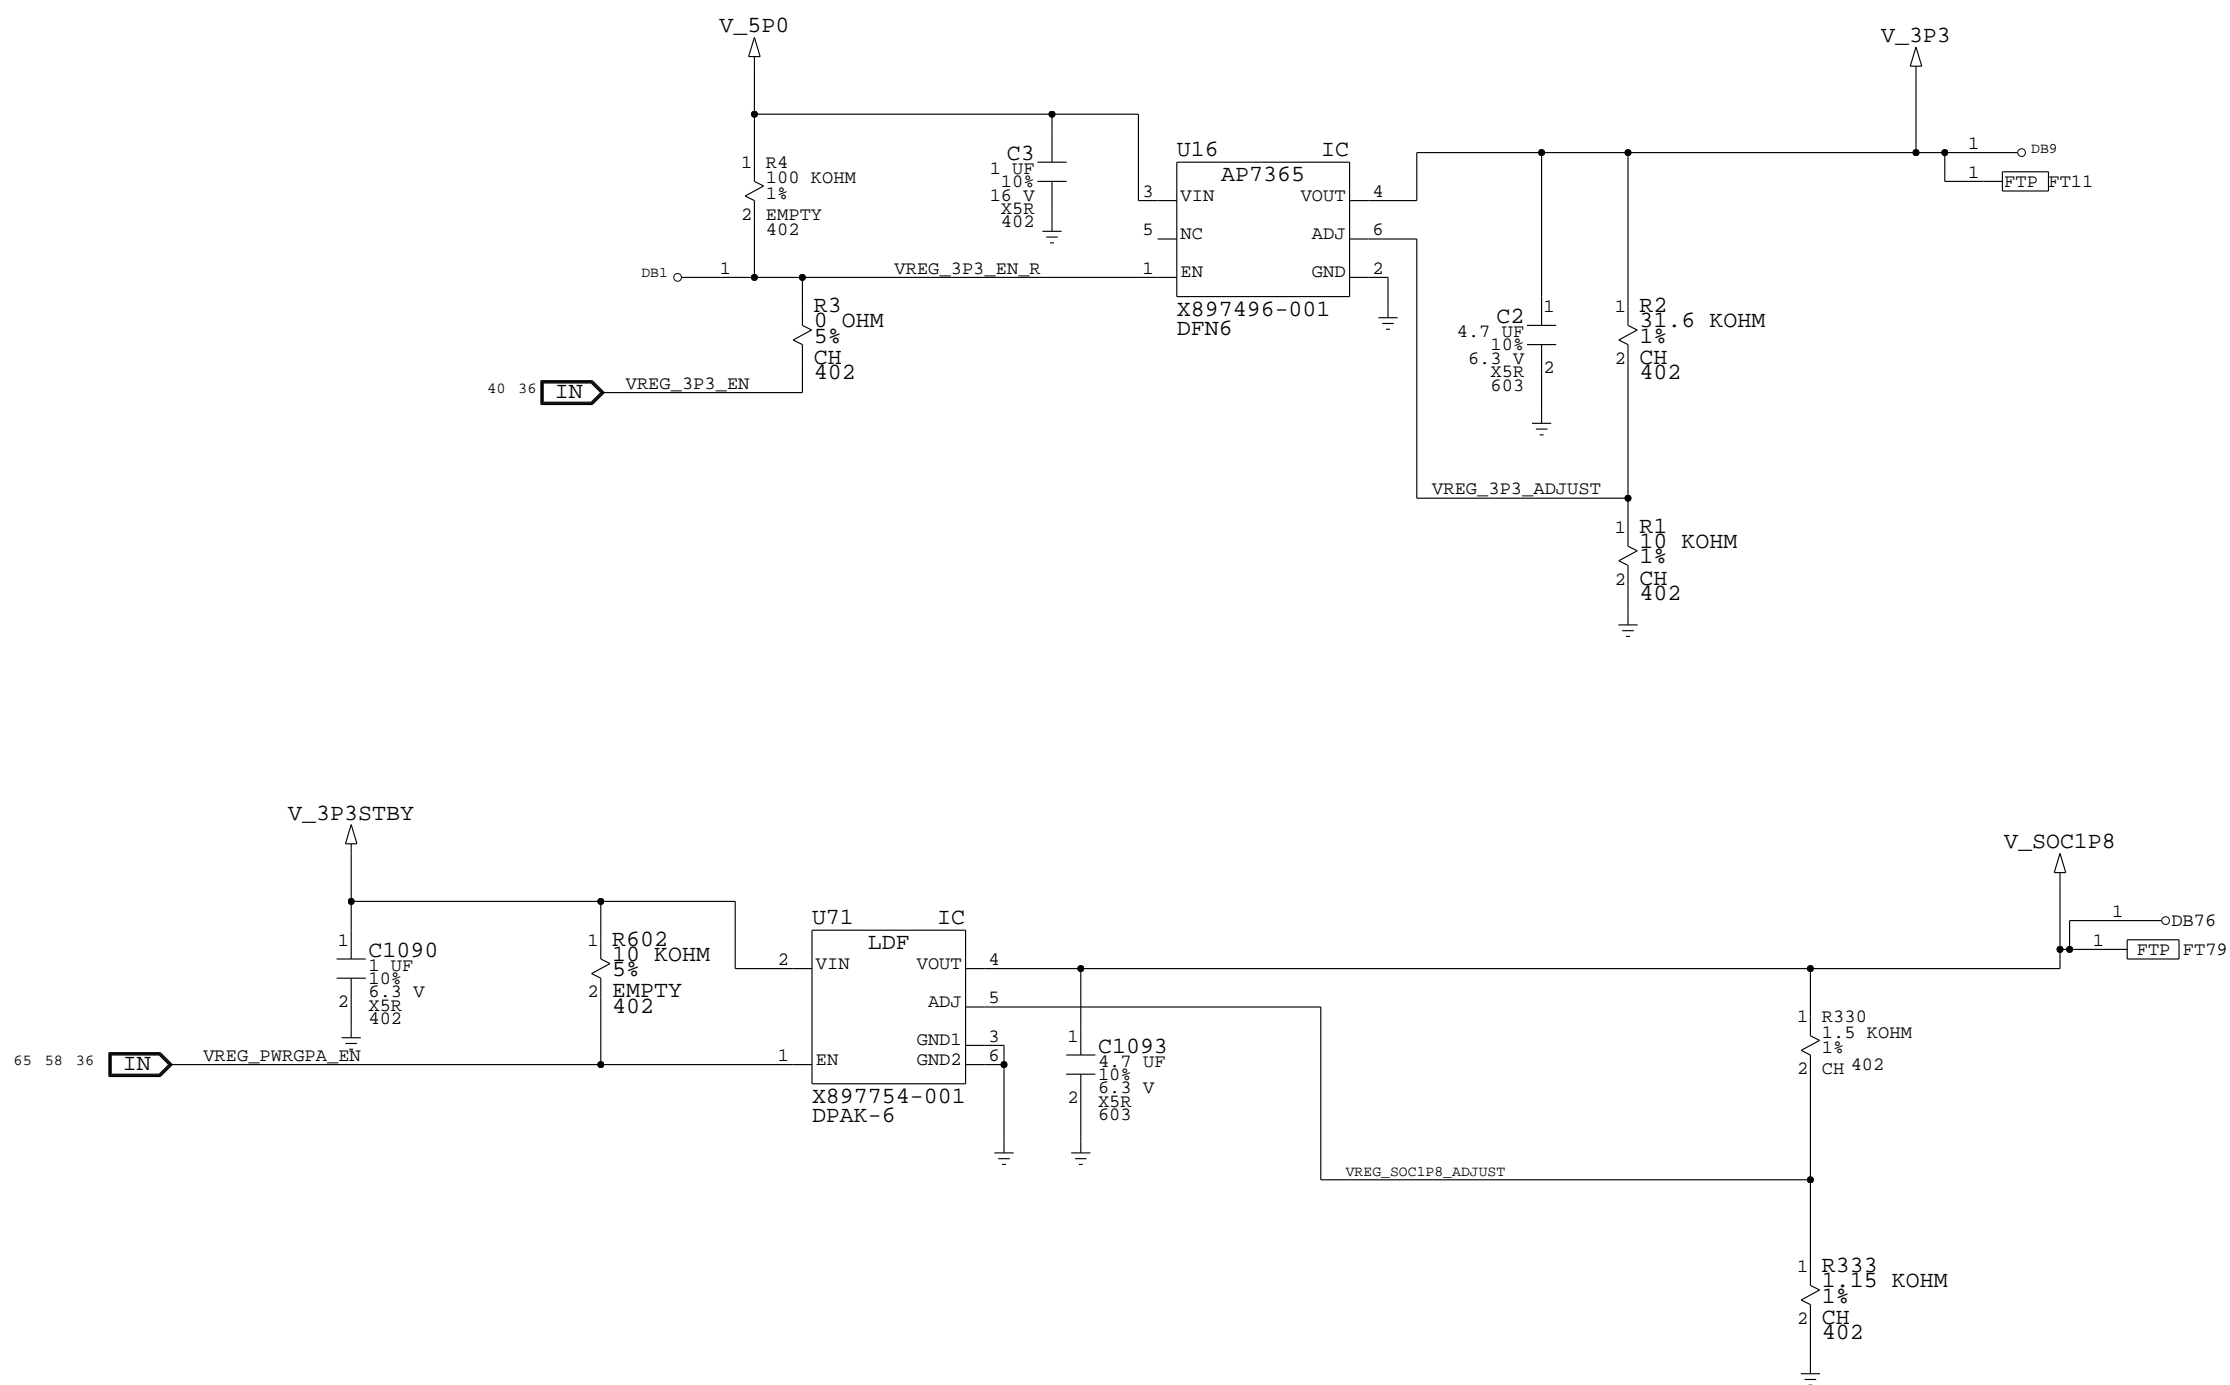 V_5P0
V_3P3
1 R4
100 KOHM
1%
2 EMPTY
402
C3
1 UF
10%
16 V
X5R
402
U16 IC
AP7365
3 VIN VOUT 4
5 NC ADJ 6
1 EN GND 2
X897496-001
DFN6
1 DB9
1 FTP FT11
DB1 1 VREG_3P3_EN_R
R3
0 OHM
5%
CH
402
40 36 IN VREG_3P3_EN
C2 1
4.7 UF
10%
6.3 V
X5R 2
603
1 R2
31.6 KOHM
1%
2 CH
402
VREG_3P3_ADJUST
1 R1
10 KOHM
1%
2 CH
402
V_3P3STBY
V_SOC1P8
1 C1090
1 UF
10%
6.3 V
2 X5R
402
1 R602
10 KOHM
5%
2 EMPTY
402
U71 IC
LDF
2 VIN VOUT 4
ADJ 5
GND1 3
1 EN GND2 6
X897754-001
DPAK-6
65 58 36 IN VREG_PWRGPA_EN
1 C1093
4.7 UF
10%
6.3 V
2 X5R
603
1 DB76
1 FTP FT79
1 R330
1.5 KOHM
1%
2 CH 402
VREG_SOC1P8_ADJUST
1 R333
1.15 KOHM
1%
2 CH
402